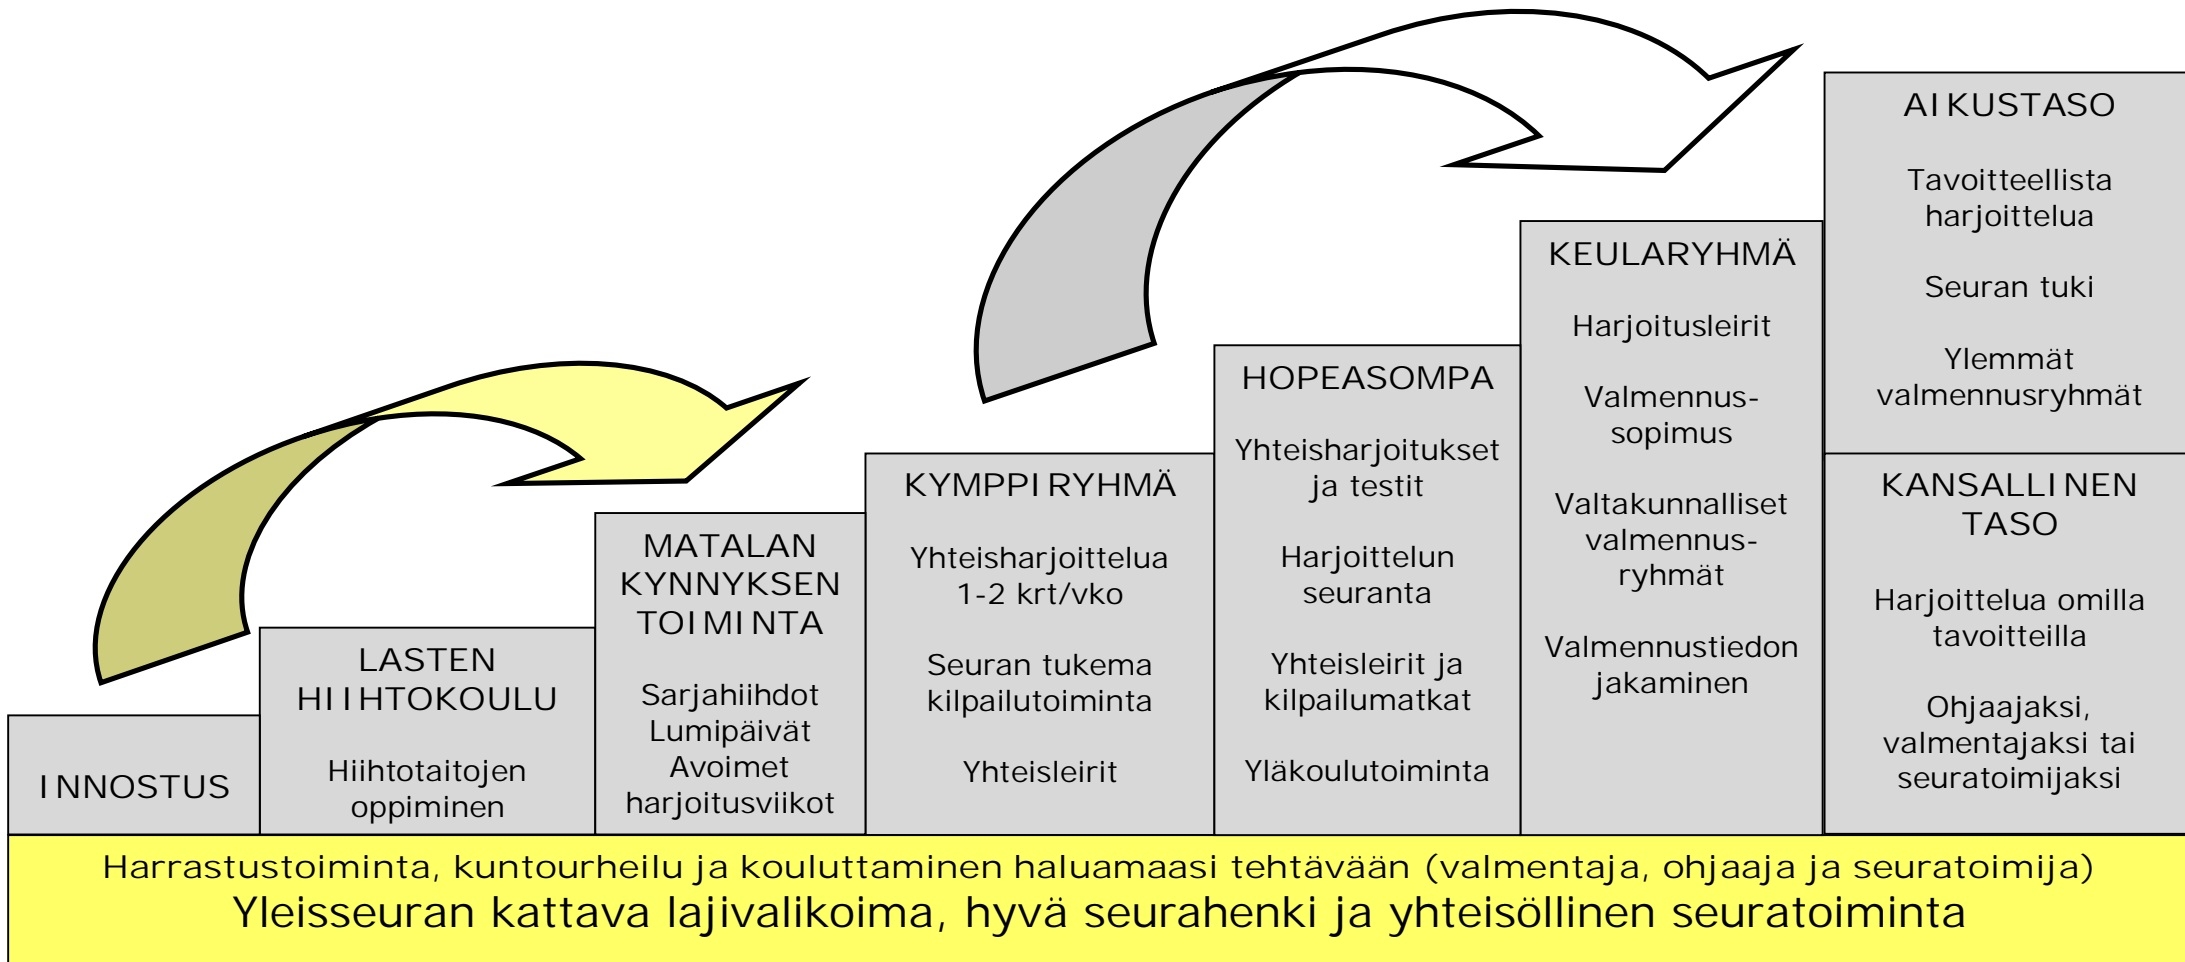 INNOSTUS
LASTEN
HIIHTOKOULU
Hiihtotaitojen
oppiminen
MATALAN
KYNNYKSEN
TOIMINTA
Sarjahiihdot
Lumipäivät
Avoimet
harjoitusviikot
KYMPPIRYHMÄ
Yhteisharjoittelua
1-2 krt/vko
Seuran tukema
kilpailutoiminta
Yhteisleirit
HOPEASOMPA
Yhteisharjoitukset
ja testit
Harjoittelun
seuranta
Yhteisleirit ja
kilpailumatkat
Yläkoulutoiminta
KEULARYHMÄ
Harjoitusleirit
Valmennus-
sopimus
Valtakunnalliset
valmennus-
ryhmät
Valmennustiedon
jakaminen
AIKUSTASO
Tavoitteellista
harjoittelua
Seuran tuki
Ylemmät
valmennusryhmät
KANSALLINEN
TASO
Harjoittelua omilla
tavoitteilla
Ohjaajaksi,
valmentajaksi tai
seuratoimijaksi
Harrastustoiminta, kuntourheilu ja kouluttaminen haluamaasi tehtävään (valmentaja, ohjaaja ja seuratoimija)
Yleisseuran kattava lajivalikoima, hyvä seurahenki ja yhteisöllinen seuratoiminta